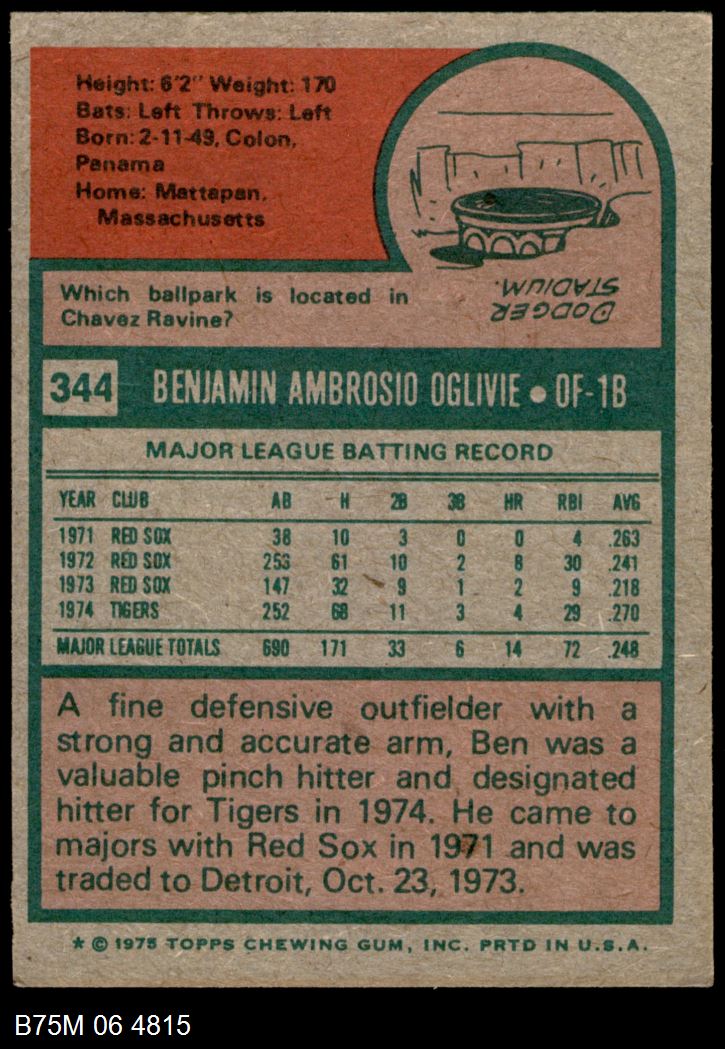 Height: 6'2" Weight: 170
Bats: Left Throws: Left
Born: 2-11-49, Colon,
Panama
Home: Mattapan,
Massachusetts
Which ballpark is located in
Chavez Ravine?
DODGER
STADIUM.
344 BENJAMIN AMBROSIO OGLIVIE • OF-1B
MAJOR LEAGUE BATTING RECORD
YEAR CLUB AB H 2B 3B HR RBI AVG
1971 RED SOX 38 10 3 0 0 4 .263
1972 RED SOX 253 61 10 2 8 30 .241
1973 RED SOX 147 32 9 1 2 9 .218
1974 TIGERS 252 68 11 3 4 29 .270
MAJOR LEAGUE TOTALS 690 171 33 6 14 72 .248
A fine defensive outfielder with a
strong and accurate arm, Ben was a
valuable pinch hitter and designated
hitter for Tigers in 1974. He came to
majors with Red Sox in 1971 and was
traded to Detroit, Oct. 23, 1973.
* © 1975 TOPPS CHEWING GUM, INC. PRTD IN U.S.A.
B75M 06 4815